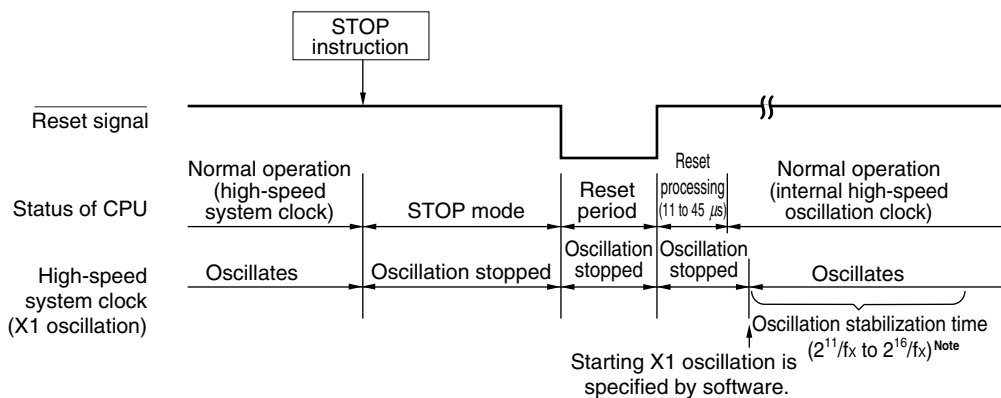 STOP
instruction
Reset signal
Normal operation
(high-speed
system clock)
Status of CPU
STOP mode
Reset
period
Reset
processing
(11 to 45 μs)
Normal operation
(internal high-speed
oscillation clock)
High-speed
system clock
(X1 oscillation)
Oscillates
Oscillation stopped
Oscillation
stopped
Oscillation
stopped
Oscillates
Oscillation stabilization time
(2¹¹/fx to 2¹⁶/fx) Note
Starting X1 oscillation is
specified by software.